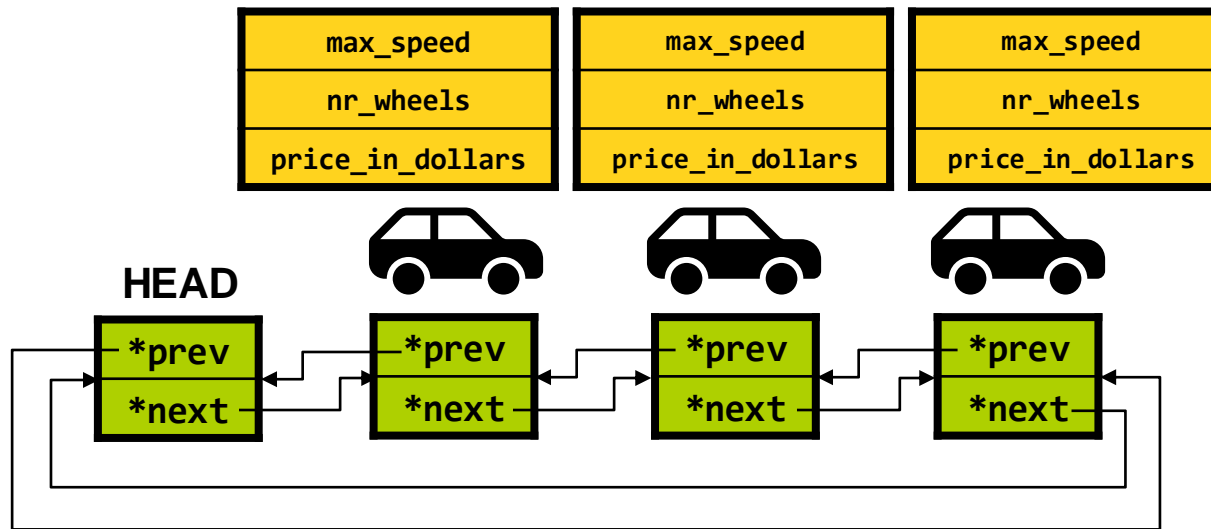 max_speed
nr_wheels
price_in_dollars
max_speed
nr_wheels
price_in_dollars
max_speed
nr_wheels
price_in_dollars
HEAD
*prev
*next
*prev
*next
*prev
*next
*prev
*next